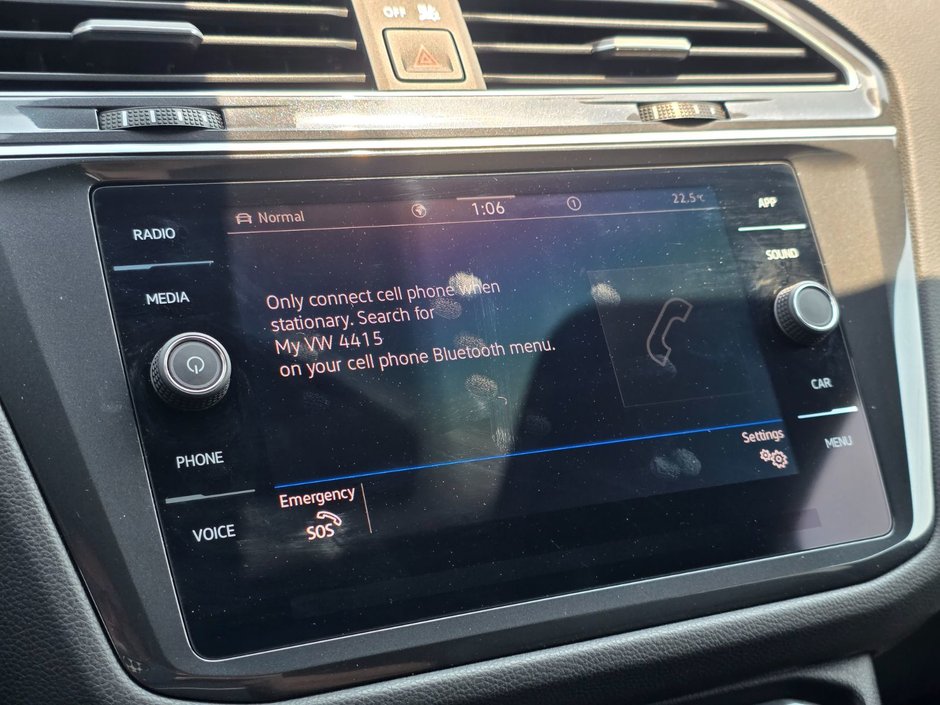 OFF
Normal
1:06
1
22.5°C
RADIO
MEDIA
PHONE
VOICE
APP
SOUND
CAR
MENU
Only connect cell phone when
stationary. Search for
My VW 4415
on your cell phone Bluetooth menu.
Settings
Emergency
SOS